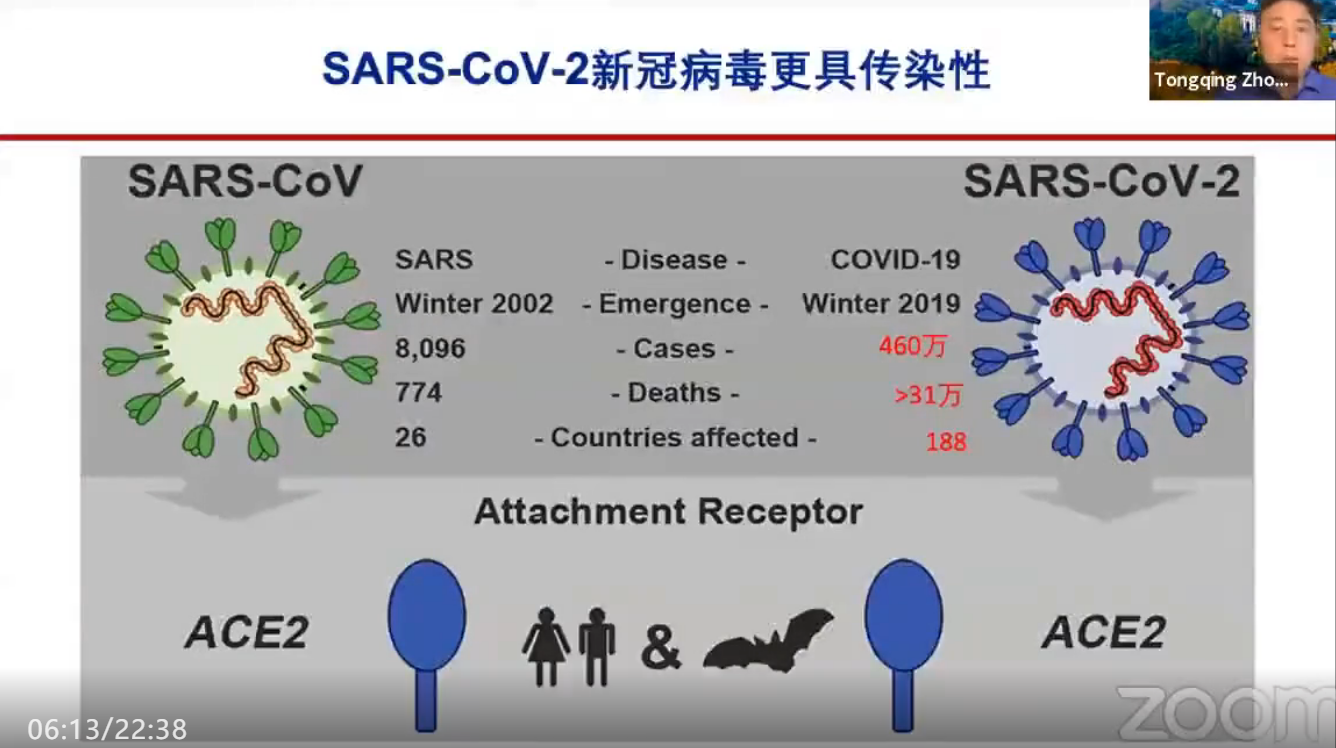 SARS-CoV-2新冠病毒更具传染性
Tongqing Zho...
SARS-CoV
SARS-CoV-2
SARS - Disease - COVID-19
Winter 2002 - Emergence - Winter 2019
8,096 - Cases - 460万
774 - Deaths - >31万
26 - Countries affected - 188
Attachment Receptor
ACE2 & ACE2
06:13/22:38
zoom